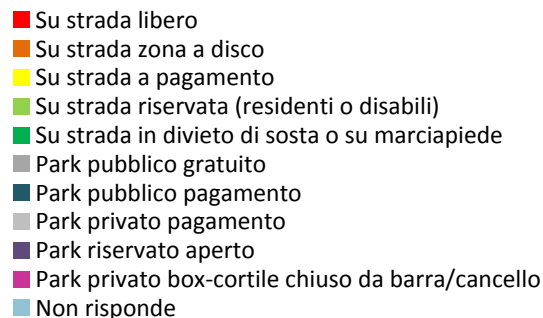 Su strada libero
Su strada zona a disco
Su strada a pagamento
Su strada riservata (residenti o disabili)
Su strada in divieto di sosta o su marciapiede
Park pubblico gratuito
Park pubblico pagamento
Park privato pagamento
Park riservato aperto
Park privato box-cortile chiuso da barra/cancello
Non risponde